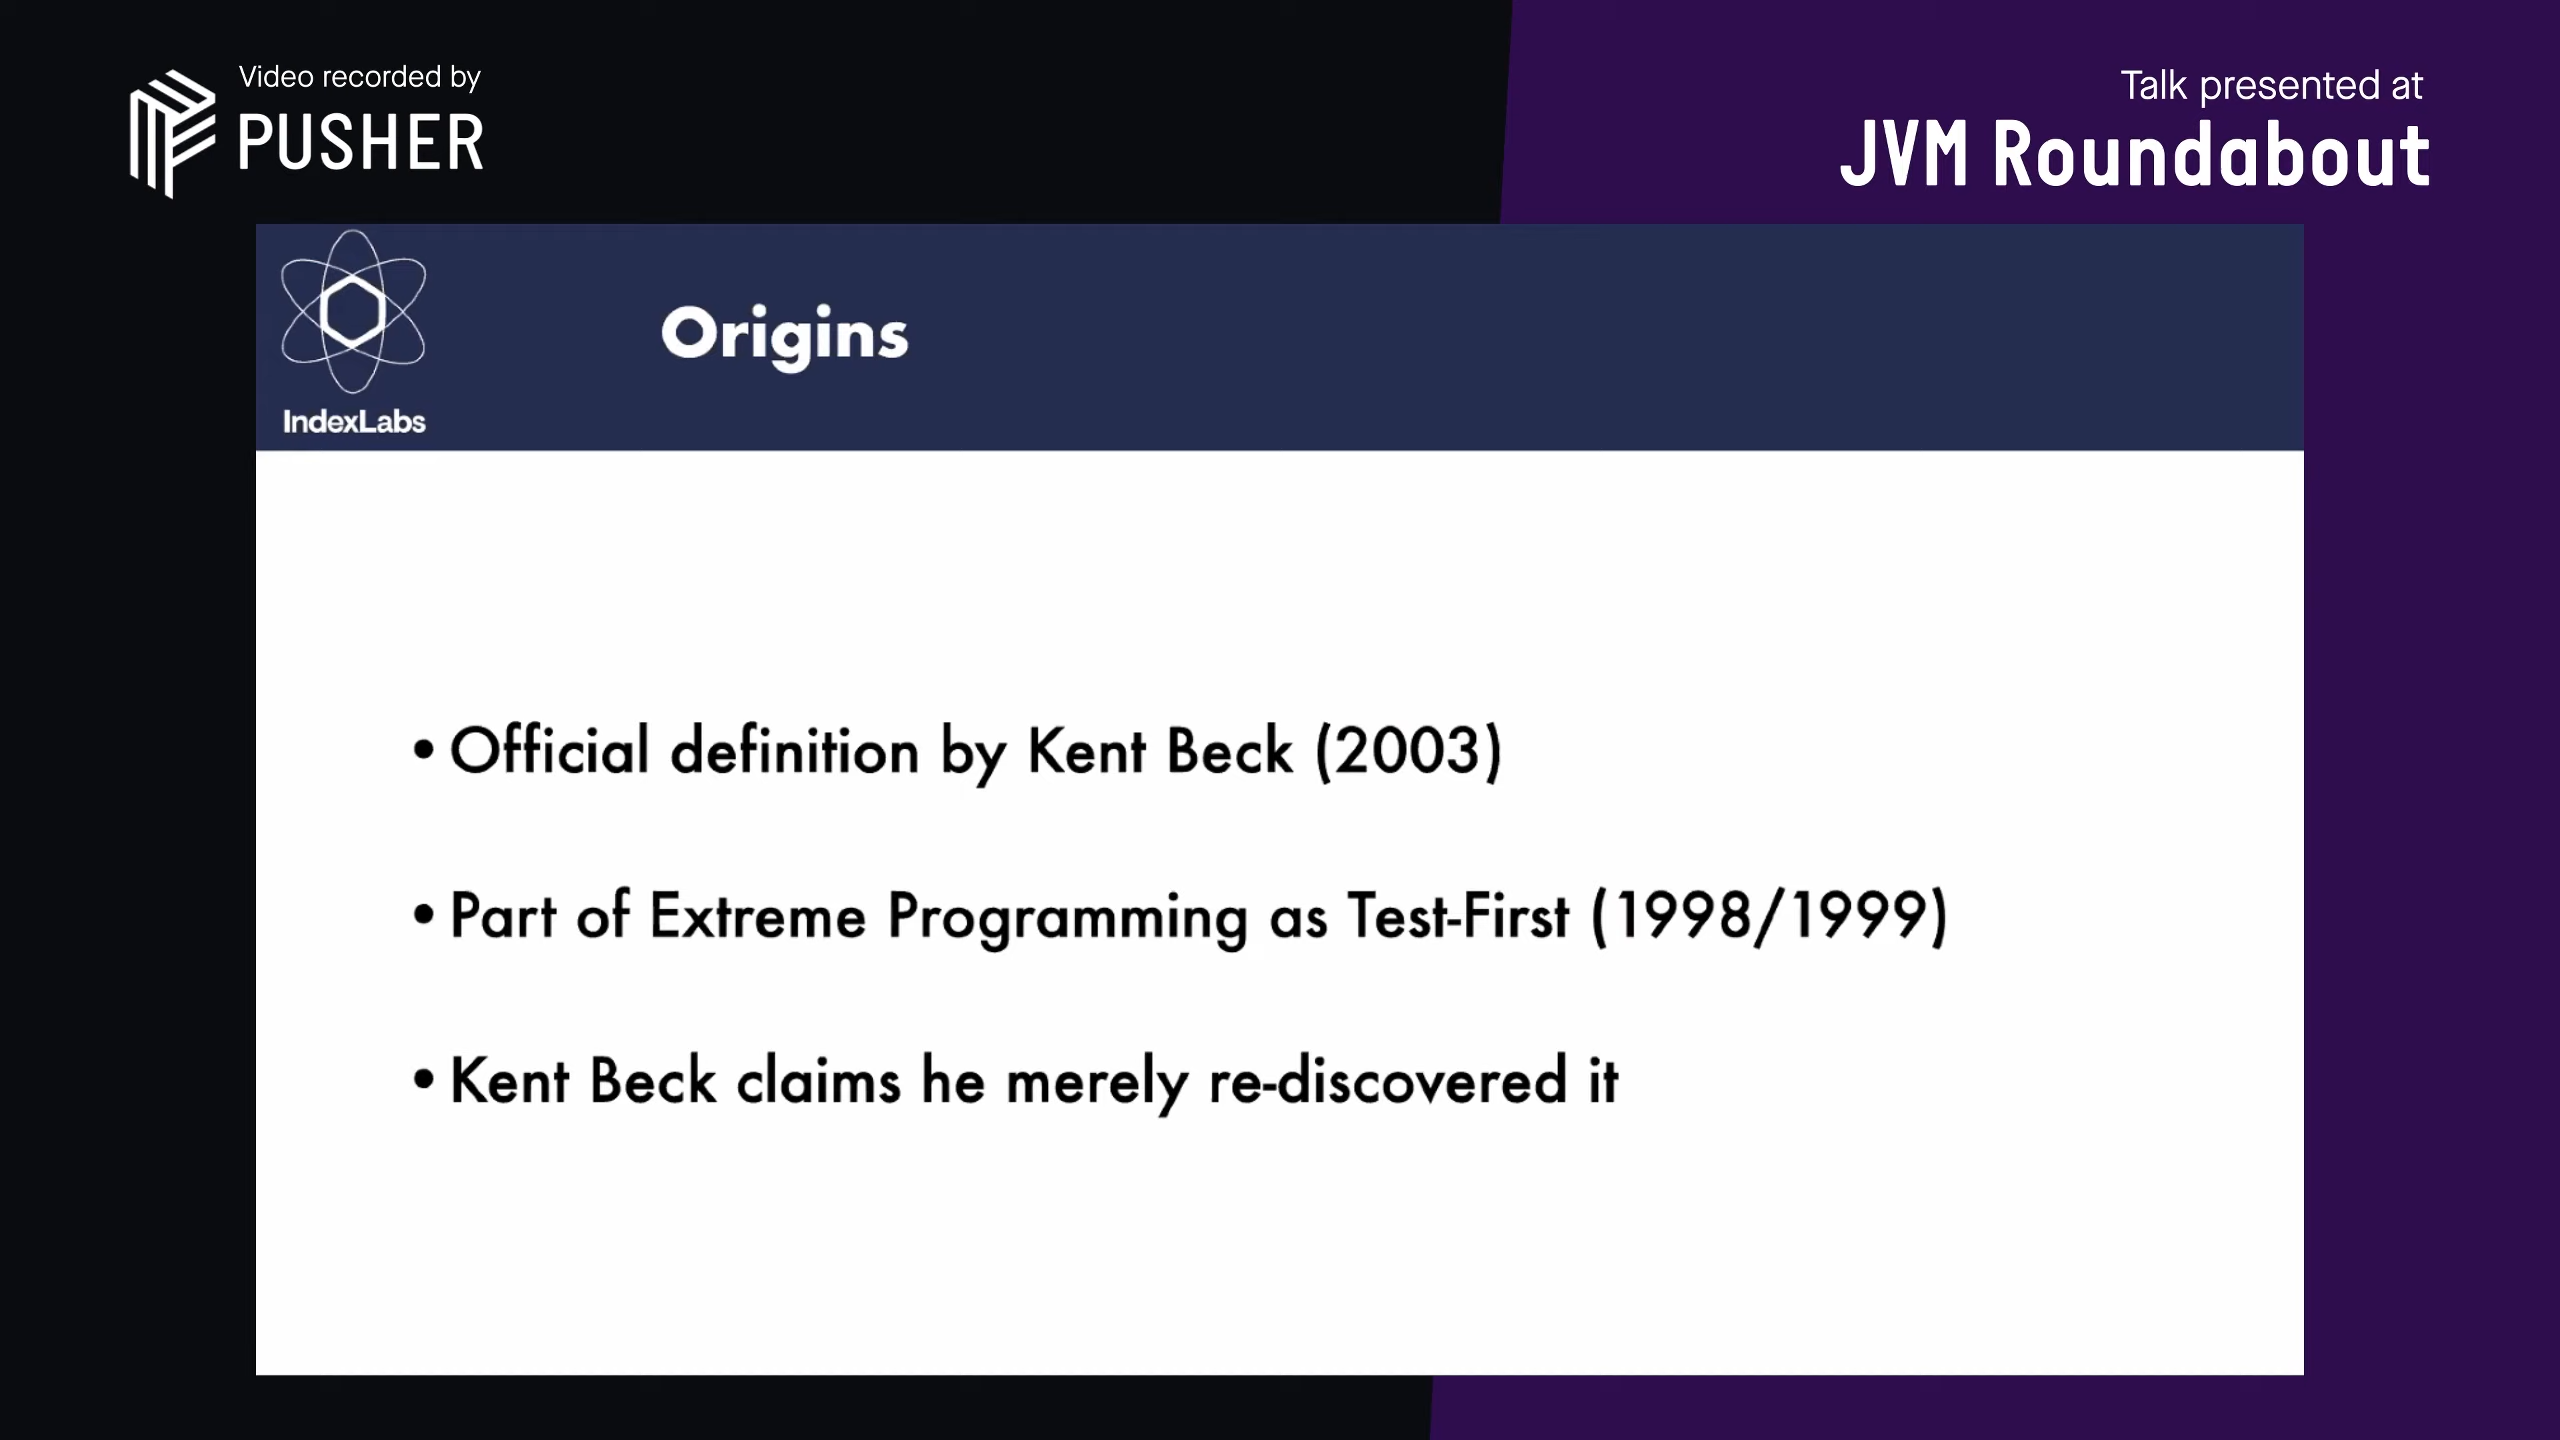 Video recorded by
PUSHER
Talk presented at
JVM Roundabout
IndexLabs
Origins
• Official definition by Kent Beck (2003)
• Part of Extreme Programming as Test-First (1998/1999)
• Kent Beck claims he merely re-discovered it